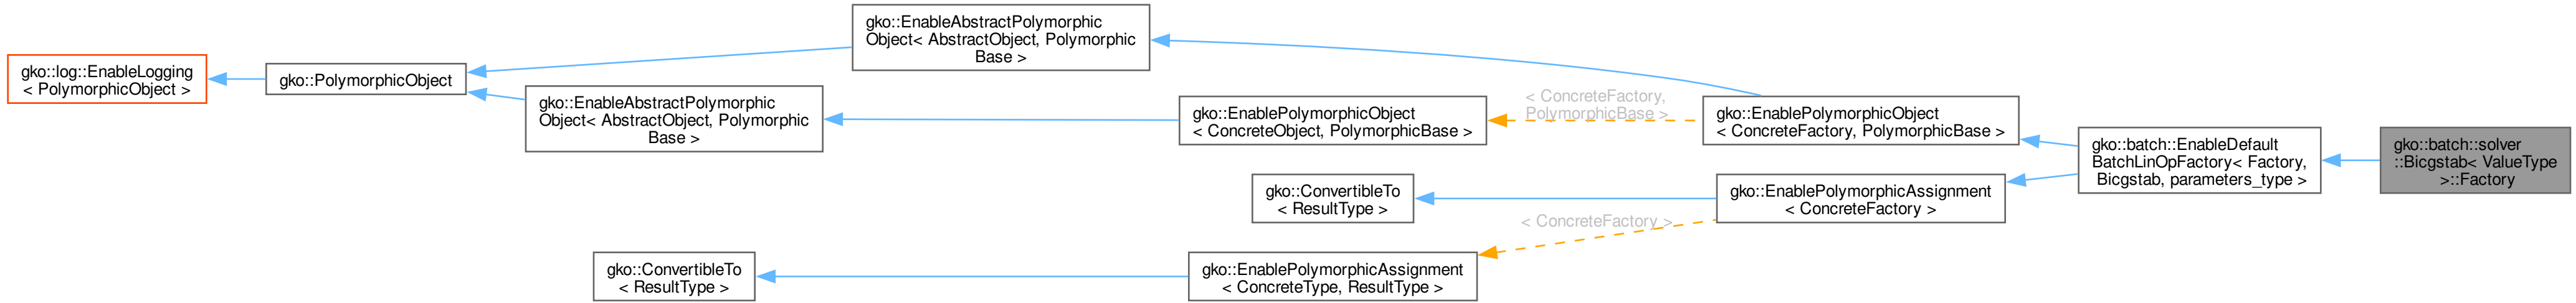 gko::log::EnableLogging
< PolymorphicObject >
gko::PolymorphicObject
gko::EnableAbstractPolymorphic
Object< AbstractObject, Polymorphic
Base >
gko::EnableAbstractPolymorphic
Object< AbstractObject, Polymorphic
Base >
gko::EnablePolymorphicObject
< ConcreteObject, PolymorphicBase >
< ConcreteFactory,
PolymorphicBase >
gko::EnablePolymorphicObject
< ConcreteFactory, PolymorphicBase >
gko::ConvertibleTo
< ResultType >
gko::EnablePolymorphicAssignment
< ConcreteFactory >
< ConcreteFactory >
gko::ConvertibleTo
< ResultType >
gko::EnablePolymorphicAssignment
< ConcreteType, ResultType >
gko::batch::EnableDefault
BatchLinOpFactory< Factory,
Bicgstab, parameters_type >
gko::batch::solver
::Bicgstab< ValueType
>::Factory